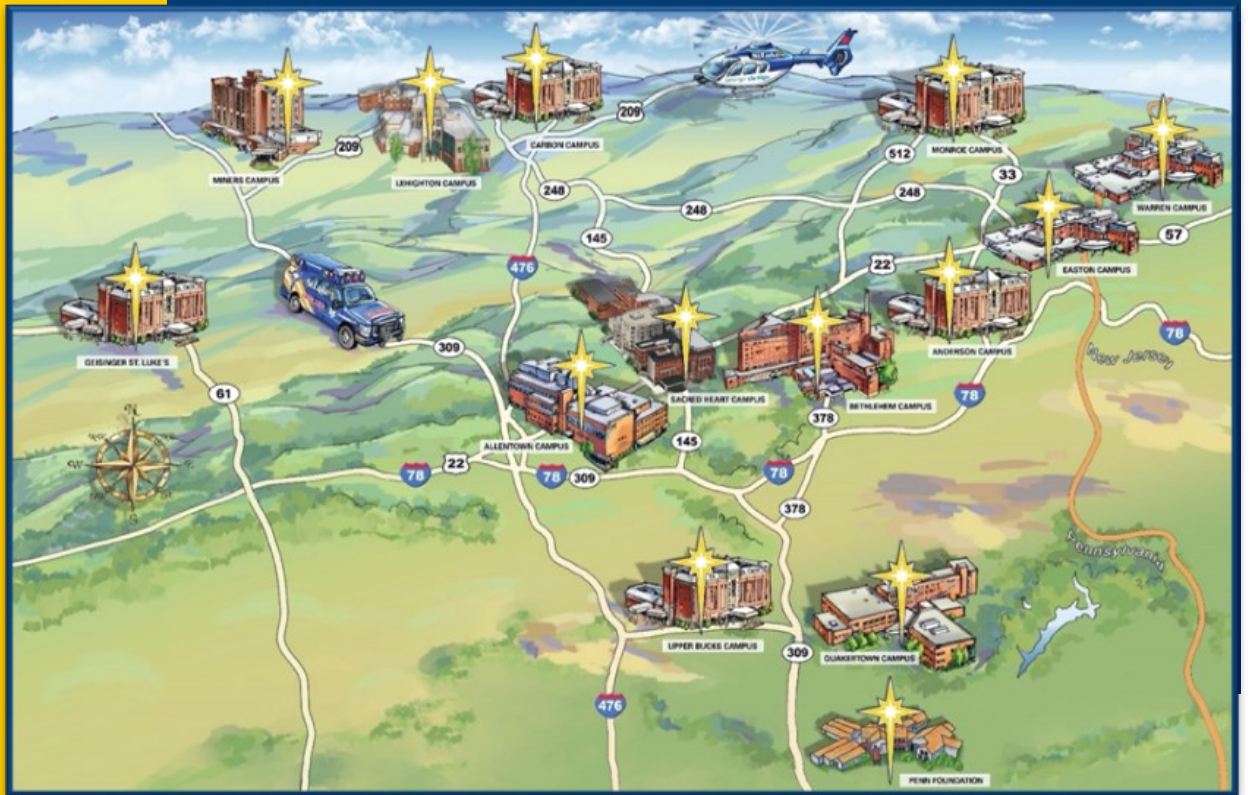 209
512
MONROE CAMPUS
CARBON CAMPUS
33
209
MINERS CAMPUS
LEHIGHTON CAMPUS
248
248
248
WARREN CAMPUS
145
57
22
476
EASTON CAMPUS
78
309
ANDERSON CAMPUS
New Jersey
GEISINGER ST. LUKE'S
61
78
SACRED HEART CAMPUS
BETHLEHEM CAMPUS
378
ALLENTOWN CAMPUS
145
N
W
E
S
78
22
78
309
78
378
Pennsylvania
UPPER BUCKS CAMPUS
309
QUAKERTOWN CAMPUS
476
PENN FOUNDATION